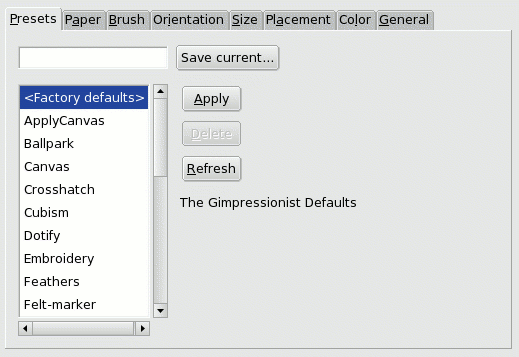 Presets Paper Brush Orientation Size Placement Color General
Save current...
<Factory defaults>
ApplyCanvas
Ballpark
Canvas
Crosshatch
Cubism
Dotify
Embroidery
Feathers
Felt-marker
Apply
Delete
Refresh
The Gimpressionist Defaults